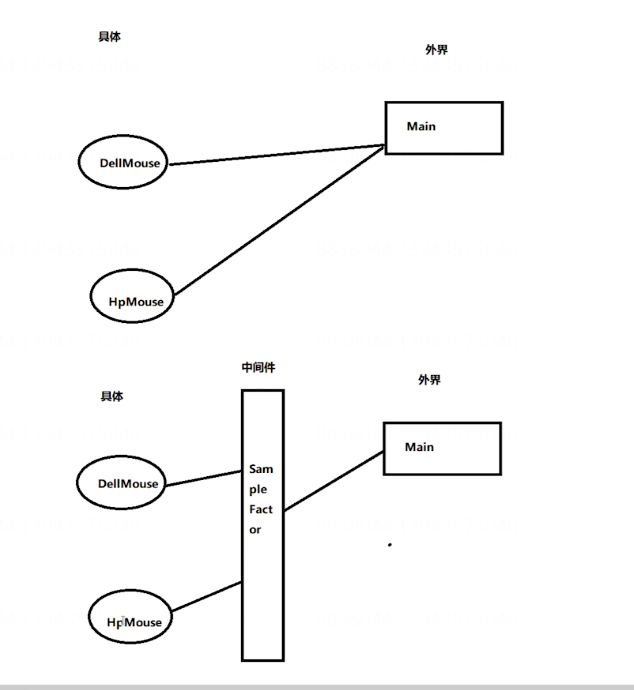 具体
外界
Main
DellMouse
HpMouse
中间件
具体
外界
Main
Sam
ple
Fact
or
DellMouse
HpMouse